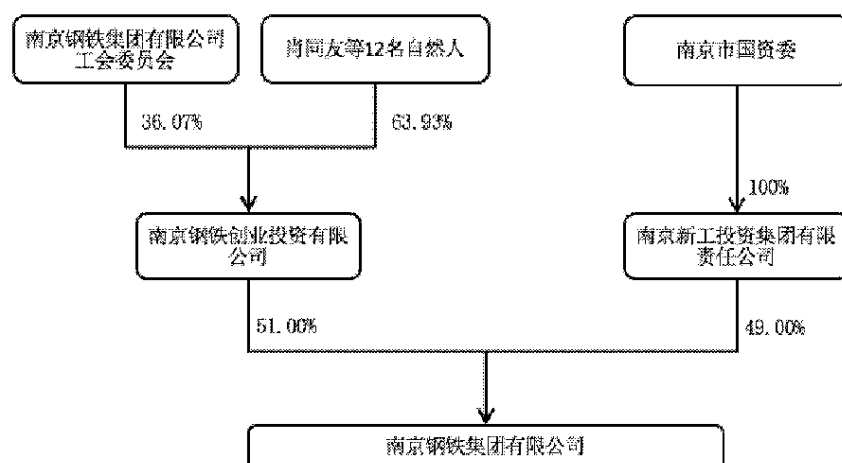 南京钢铁集团有限公司
工会委员会
肖同友等12名自然人
南京市国资委
36.07%
63.93%
100%
南京钢铁创业投资有限
公司
南京新工投资集团有限
责任公司
51.00%
49.00%
南京钢铁集团有限公司